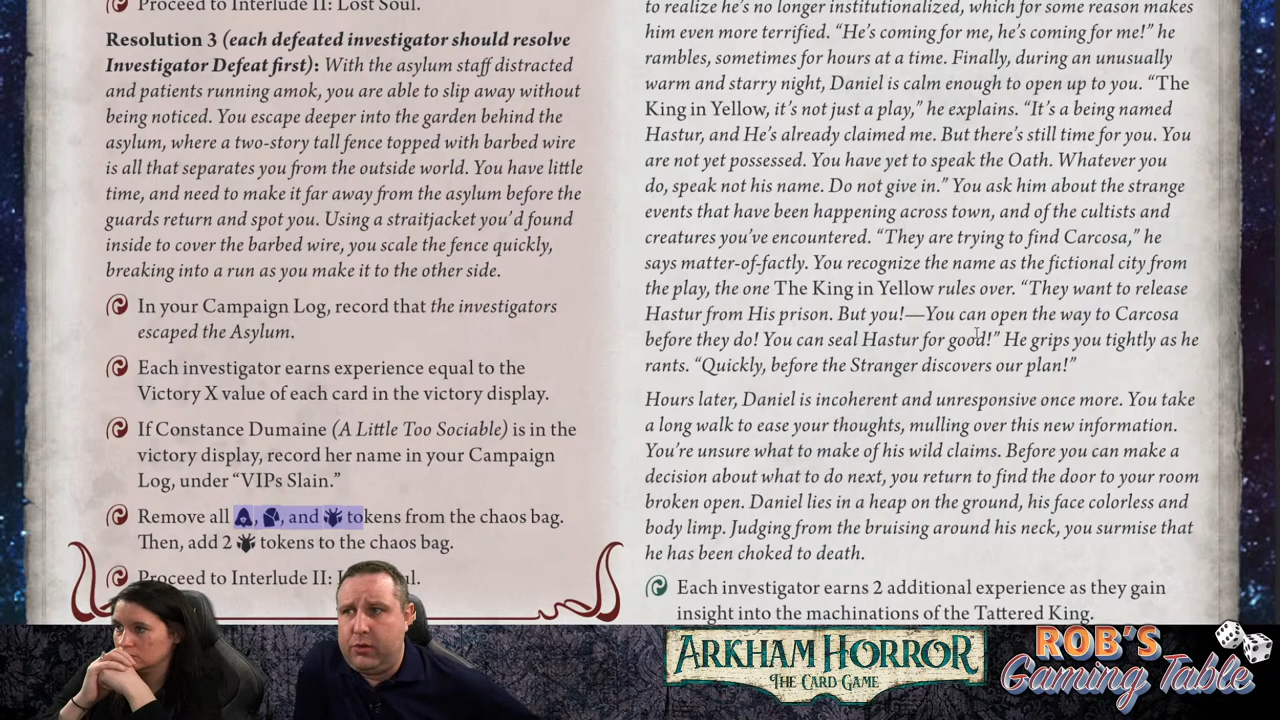 Proceed to Interlude II: Lost Soul.
Resolution 3 (each defeated investigator should resolve
Investigator Defeat first): With the asylum staff distracted
and patients running amok, you are able to slip away without
being noticed. You escape deeper into the garden behind the
asylum, where a two-story tall fence topped with barbed wire
is all that separates you from the outside world. You have little
time, and need to make it far away from the asylum before the
guards return and spot you. Using a straitjacket you’d found
inside to cover the barbed wire, you scale the fence quickly,
breaking into a run as you make it to the other side.
In your Campaign Log, record that the investigators
escaped the Asylum.
Each investigator earns experience equal to the
Victory X value of each card in the victory display.
If Constance Dumaine (A Little Too Sociable) is in the
victory display, record her name in your Campaign
Log, under “VIPs Slain.”
Remove all , , and tokens from the chaos bag.
Then, add 2 tokens to the chaos bag.
Proceed to Interlude II: Soul.
to realize he’s no longer institutionalized, which for some reason makes
him even more terrified. “He’s coming for me, he’s coming for me!” he
rambles, sometimes for hours at a time. Finally, during an unusually
warm and starry night, Daniel is calm enough to open up to you. “The
King in Yellow, it’s not just a play,” he explains. “It’s a being named
Hastur, and He’s already claimed me. But there’s still time for you. You
are not yet possessed. You have yet to speak the Oath. Whatever you
do, speak not his name. Do not give in.” You ask him about the strange
events that have been happening across town, and of the cultists and
creatures you’ve encountered. “They are trying to find Carcosa,” he
says matter-of-factly. You recognize the name as the fictional city from
the play, the one The King in Yellow rules over. “They want to release
Hastur from His prison. But you!—You can open the way to Carcosa
before they do! You can seal Hastur for good!” He grips you tightly as he
rants. “Quickly, before the Stranger discovers our plan!”
Hours later, Daniel is incoherent and unresponsive once more. You take
a long walk to ease your thoughts, mulling over this new information.
You’re unsure what to make of his wild claims. Before you can make a
decision about what to do next, you return to find the door to your room
broken open. Daniel lies in a heap on the ground, his face colorless and
body limp. Judging from the bruising around his neck, you surmise that
he has been choked to death.
Each investigator earns 2 additional experience as they gain
insight into the machinations of the Tattered King.
ARKHAM HORROR
THE CARD GAME
ROB'S
Gaming Table